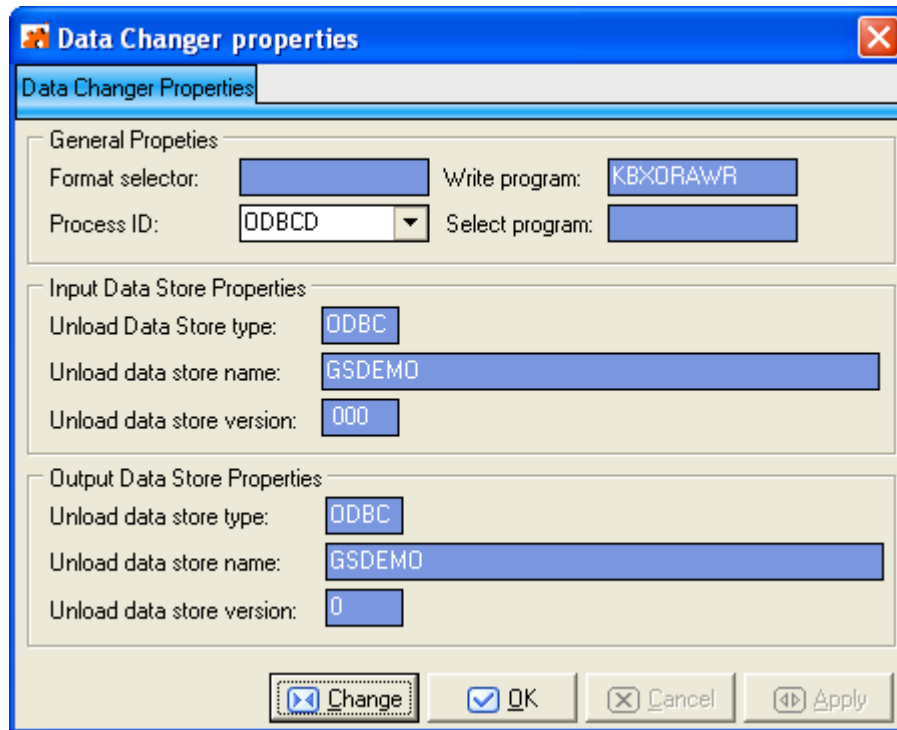 Data Changer properties
Data Changer Properties
General Propeties
Format selector: Write program: KBXORAWR
Process ID: ODBCD Select program:
Input Data Store Properties
Unload Data Store type: ODBC
Unload data store name: GSDEMO
Unload data store version: 000
Output Data Store Properties
Unload data store type: ODBC
Unload data store name: GSDEMO
Unload data store version: 0
Change OK Cancel Apply